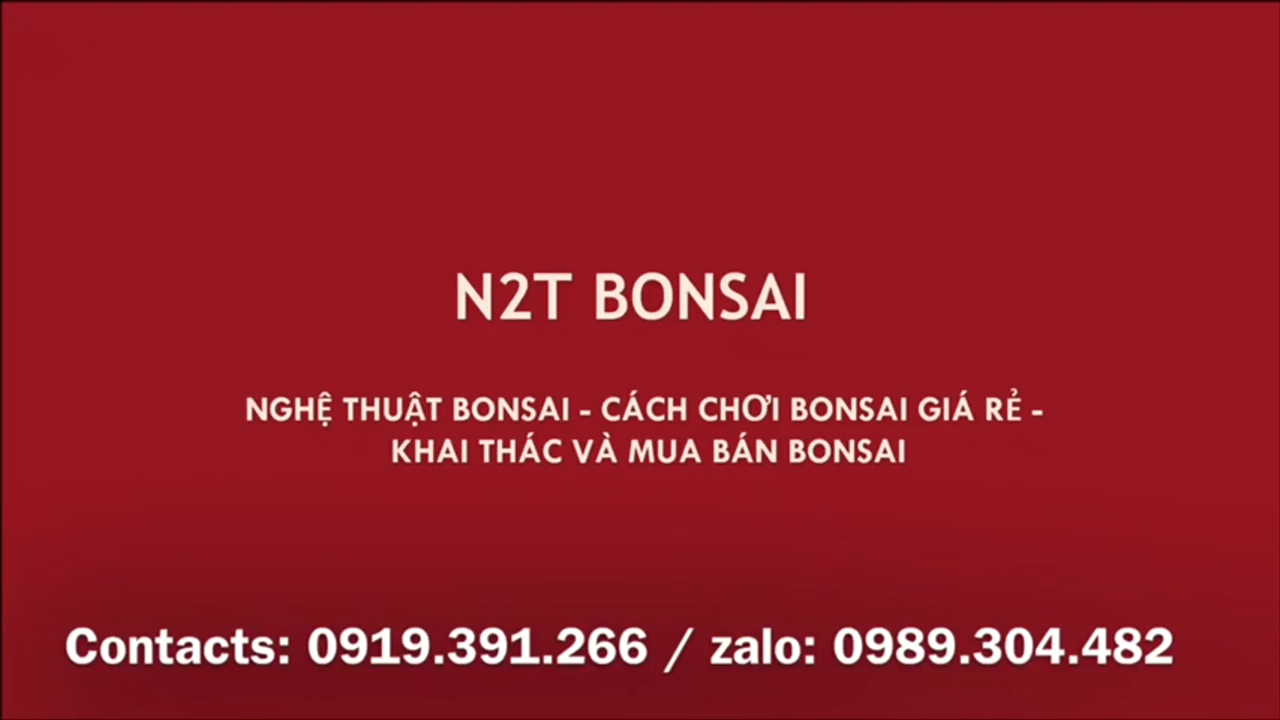 N2T BONSAI
NGHỆ THUẬT BONSAI - CÁCH CHƠI BONSAI GIÁ RẺ -
KHAI THÁC VÀ MUA BÁN BONSAI
Contacts: 0919.391.266 / zalo: 0989.304.482